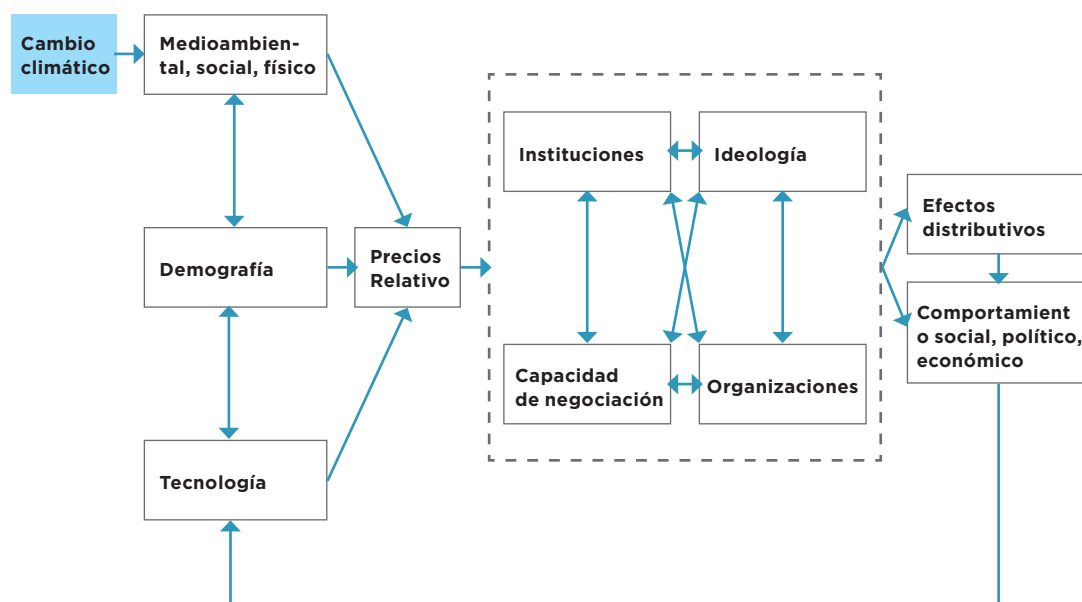 Cambio
climático
Medioambien-
tal, social, físico
Demografía
Tecnología
Precios
Relativo
Instituciones
Ideología
Capacidad
de negociación
Organizaciones
Efectos
distributivos
Comportamient
o social, político,
económico